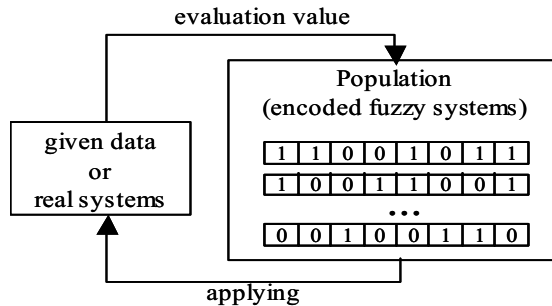 evaluation value
Population
(encoded fuzzy systems)
given data
or
real systems
1 1 0 0 1 0 1 1
1 0 0 1 1 0 0 1
...
0 0 1 0 0 1 1 0
applying